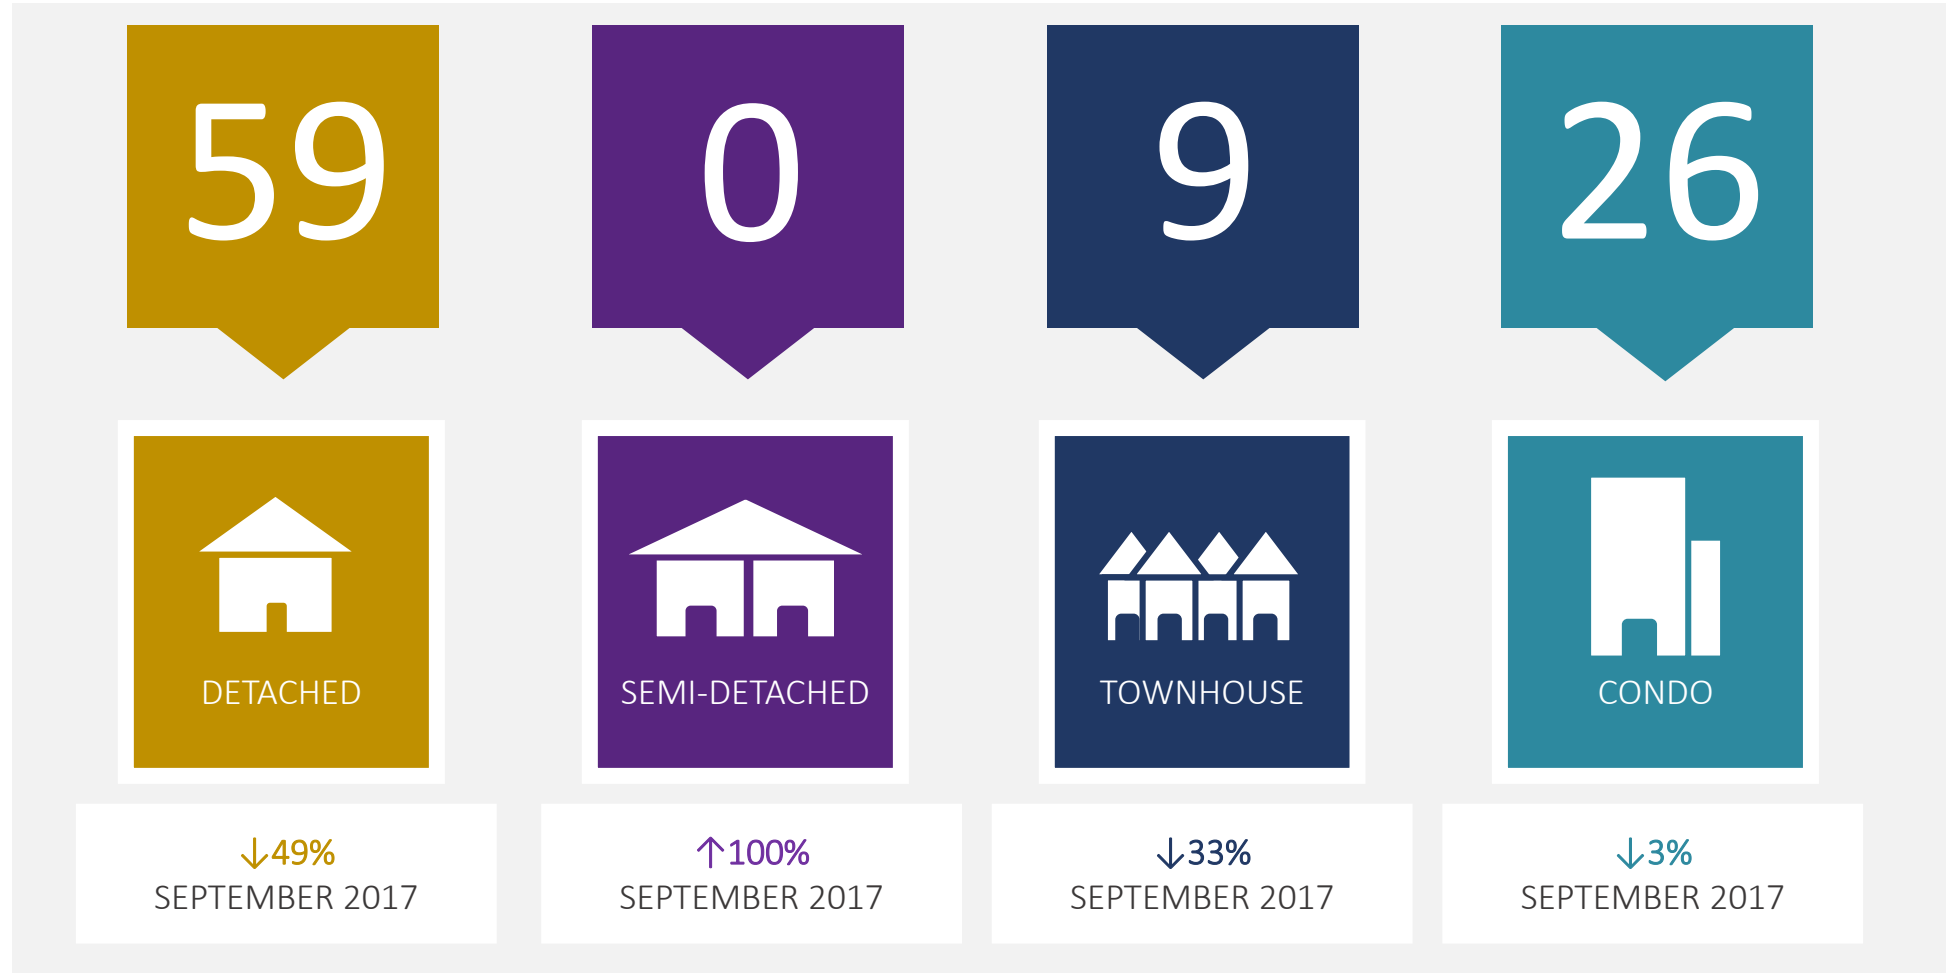 59
0
9
26
DETACHED
SEMI-DETACHED
TOWNHOUSE
CONDO
↓49%
SEPTEMBER 2017
↑100%
SEPTEMBER 2017
↓33%
SEPTEMBER 2017
↓3%
SEPTEMBER 2017